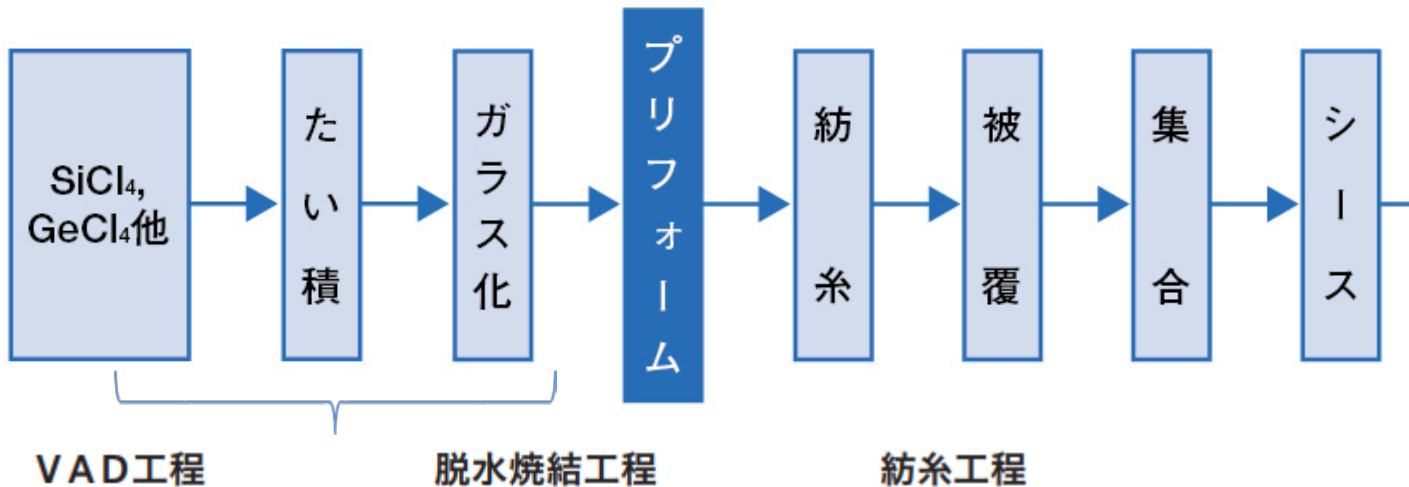 SiCl₄,
GeCl₄他
たい積
ガラス化
プリフォーム
紡糸
被覆
集合
シース
VAD工程
脱水焼結工程
紡糸工程